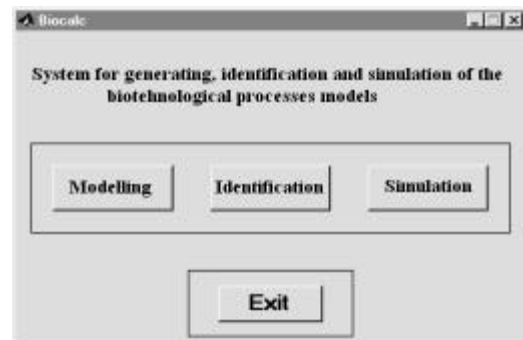 Biocalc
System for generating, identification and simulation of the
biotehnological processes models
Modelling Identification Simulation
Exit